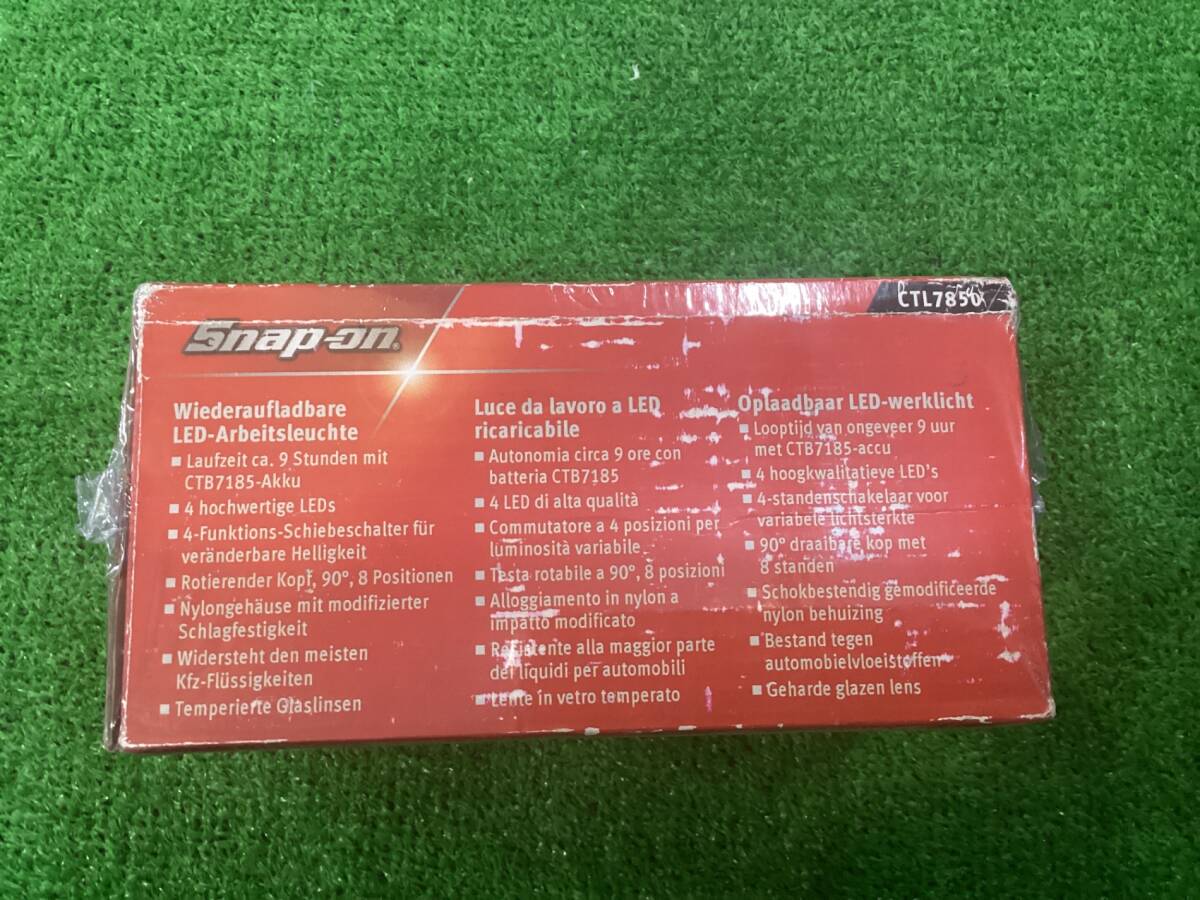 CTL7850
Snap-on
Wiederaufladbare
LED-Arbeitsleuchte
Laufzeit ca. 9 Stunden mit
CTB7185-Akku
4 hochwertige LEDs
4-Funktions-Schiebeschalter für
veränderbare Helligkeit
Rotierender Kopf, 90°, 8 Positionen
Nylongehäuse mit modifizierter
Schlagfestigkeit
Widersteht den meisten
Kfz-Flüssigkeiten
Temperierte Glaslinsen
Luce da lavoro a LED
ricaricabile
Autonomia circa 9 ore con
batteria CTB7185
4 LED di alta qualità
Commutatore a 4 posizioni per
luminosità variabile
Testa rotabile a 90°, 8 posizioni
Alloggiamento in nylon a
impatto modificato
Resistente alla maggior parte
dei liquidi per automobili
Lente in vetro temperato
Oplaadbaar LED-werklicht
Looptijd van ongeveer 9 uur
met CTB7185-accu
4 hoogkwalitatieve LED's
4-standenschakelaar voor
variabele lichtsterkte
90° draaibare kop met
8 standen
Schokbestendig gemodificeerde
nylon behuizing
Bestand tegen
automobielvloeistoffen
Geharde glazen lens